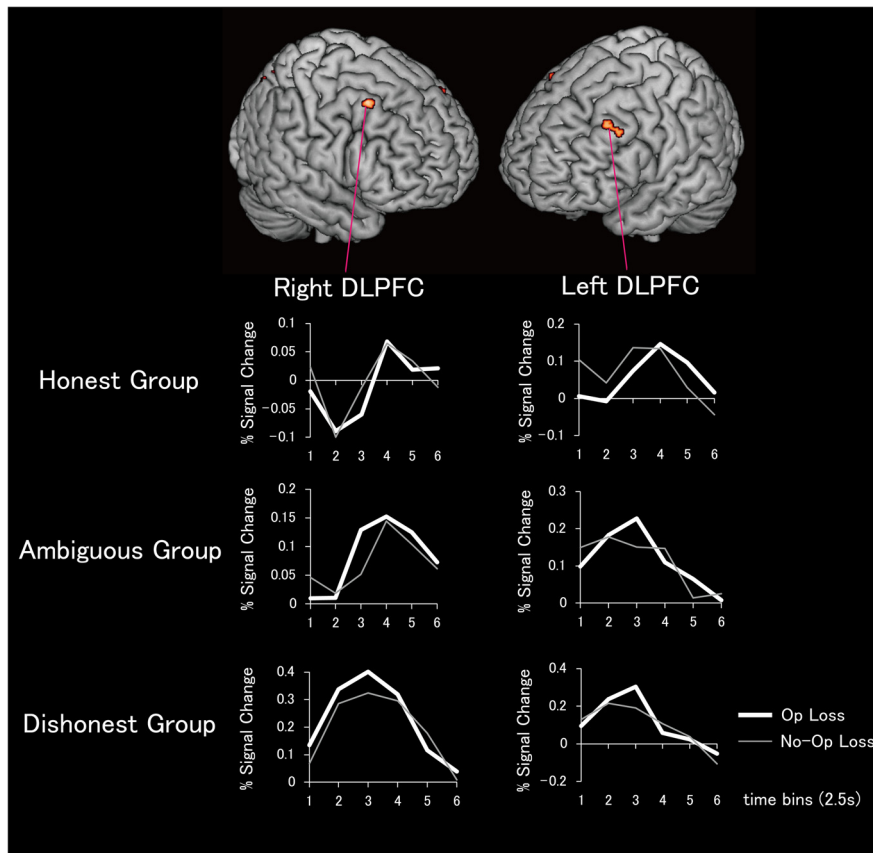 Right DLPFC
Left DLPFC
Honest Group
% Signal Change
0.1
0.05
0
-0.05
-0.1
1 2 3 4 5 6
% Signal Change
0.2
0.1
0
-0.1
1 2 3 4 5 6
Ambiguous Group
% Signal Change
0.2
0.15
0.1
0.05
0
1 2 3 4 5 6
% Signal Change
0.3
0.2
0.1
0
1 2 3 4 5 6
Dishonest Group
% Signal Change
0.4
0.3
0.2
0.1
0
1 2 3 4 5 6
% Signal Change
0.4
0.2
0
-0.2
1 2 3 4 5 6
Op Loss
No-Op Loss
time bins (2.5s)